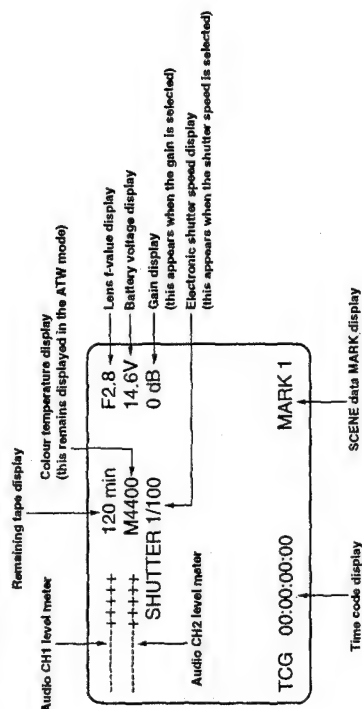 Remaining tape display
Colour temperature display
(this remains displayed in the ATW mode)
Audio CH1 level meter
Lens f-value display
Battery voltage display
Gain display
(this appears when the gain is selected)
Electronic shutter speed display
(this appears when the shutter speed is selected)
-------+++++ 120 min F2.8
-------+++++ M4400 14.6V
SHUTTER 1/100 0 dB
Audio CH2 level meter
TCG 00:00:00:00 MARK 1
Time code display
SCENE data MARK display